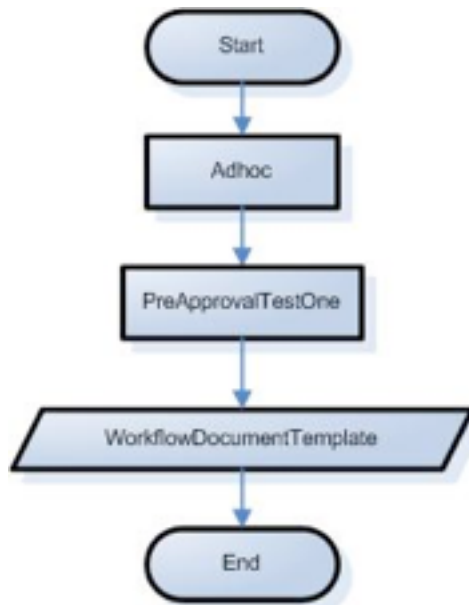 Start
Adhoc
PreApprovalTestOne
WorkflowDocumentTemplate
End